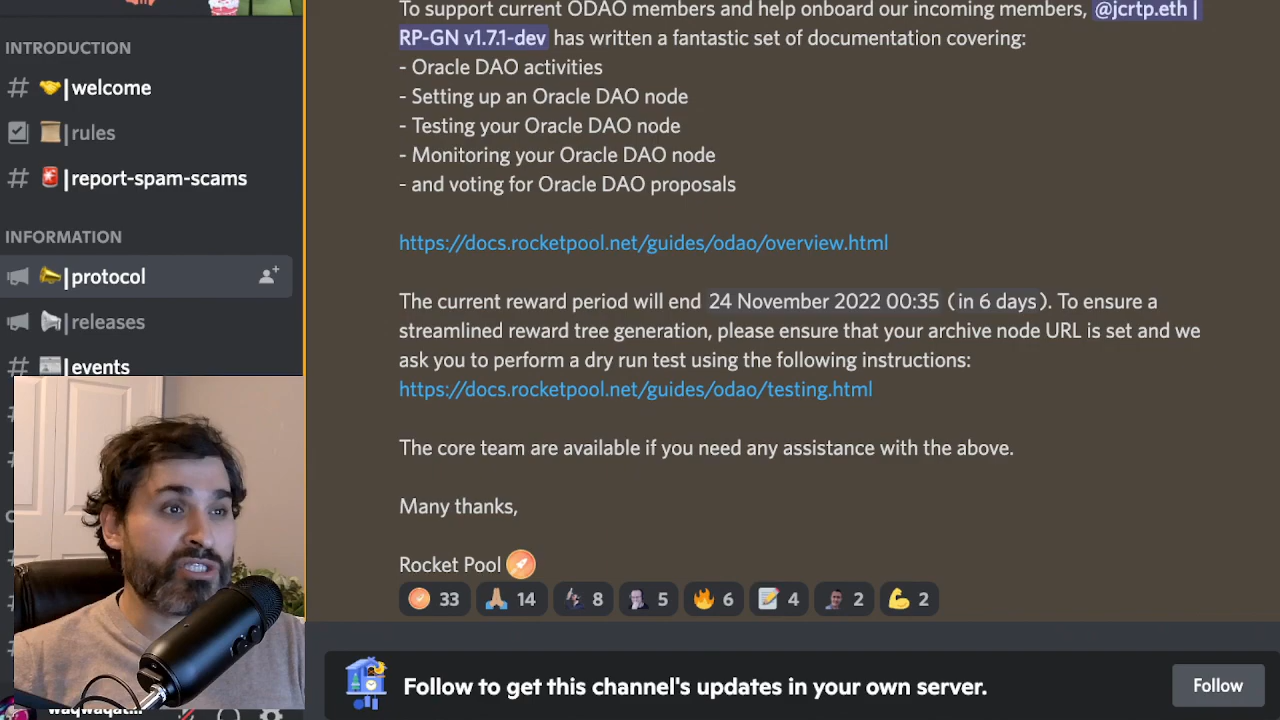 INTRODUCTION
|welcome
|rules
|report-spam-scams
INFORMATION
|protocol
|releases
|events
To support current ODAO members and help onboard our incoming members, @jcrtp.eth |
RP-GN v1.7.1-dev has written a fantastic set of documentation covering:
- Oracle DAO activities
- Setting up an Oracle DAO node
- Testing your Oracle DAO node
- Monitoring your Oracle DAO node
- and voting for Oracle DAO proposals
https://docs.rocketpool.net/guides/odao/overview.html
The current reward period will end 24 November 2022 00:35 (in 6 days). To ensure a
streamlined reward tree generation, please ensure that your archive node URL is set and we
ask you to perform a dry run test using the following instructions:
https://docs.rocketpool.net/guides/odao/testing.html
The core team are available if you need any assistance with the above.
Many thanks,
Rocket Pool
33 14 8 5 6 4 2 2
Follow to get this channel's updates in your own server.
Follow